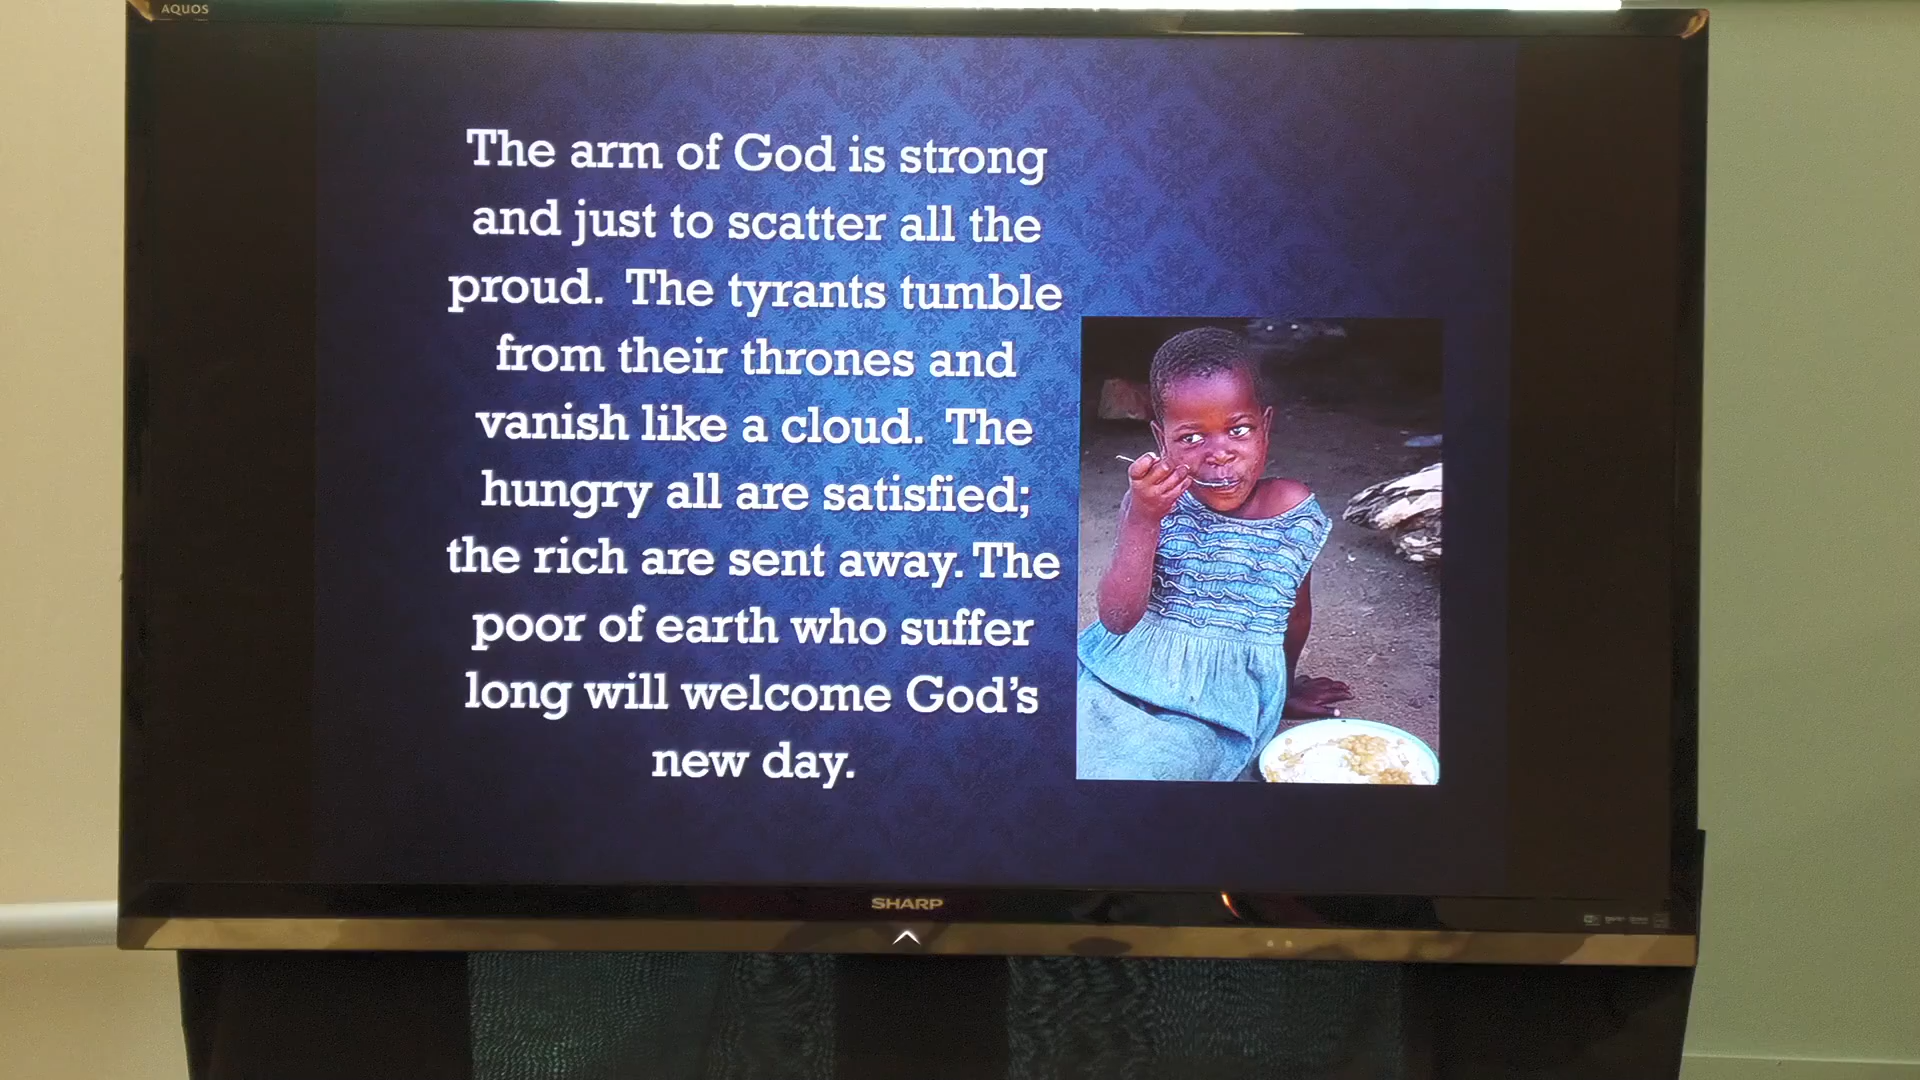 AQUOS
The arm of God is strong
and just to scatter all the
proud. The tyrants tumble
from their thrones and
vanish like a cloud. The
hungry all are satisfied;
the rich are sent away. The
poor of earth who suffer
long will welcome God's
new day.
SHARP